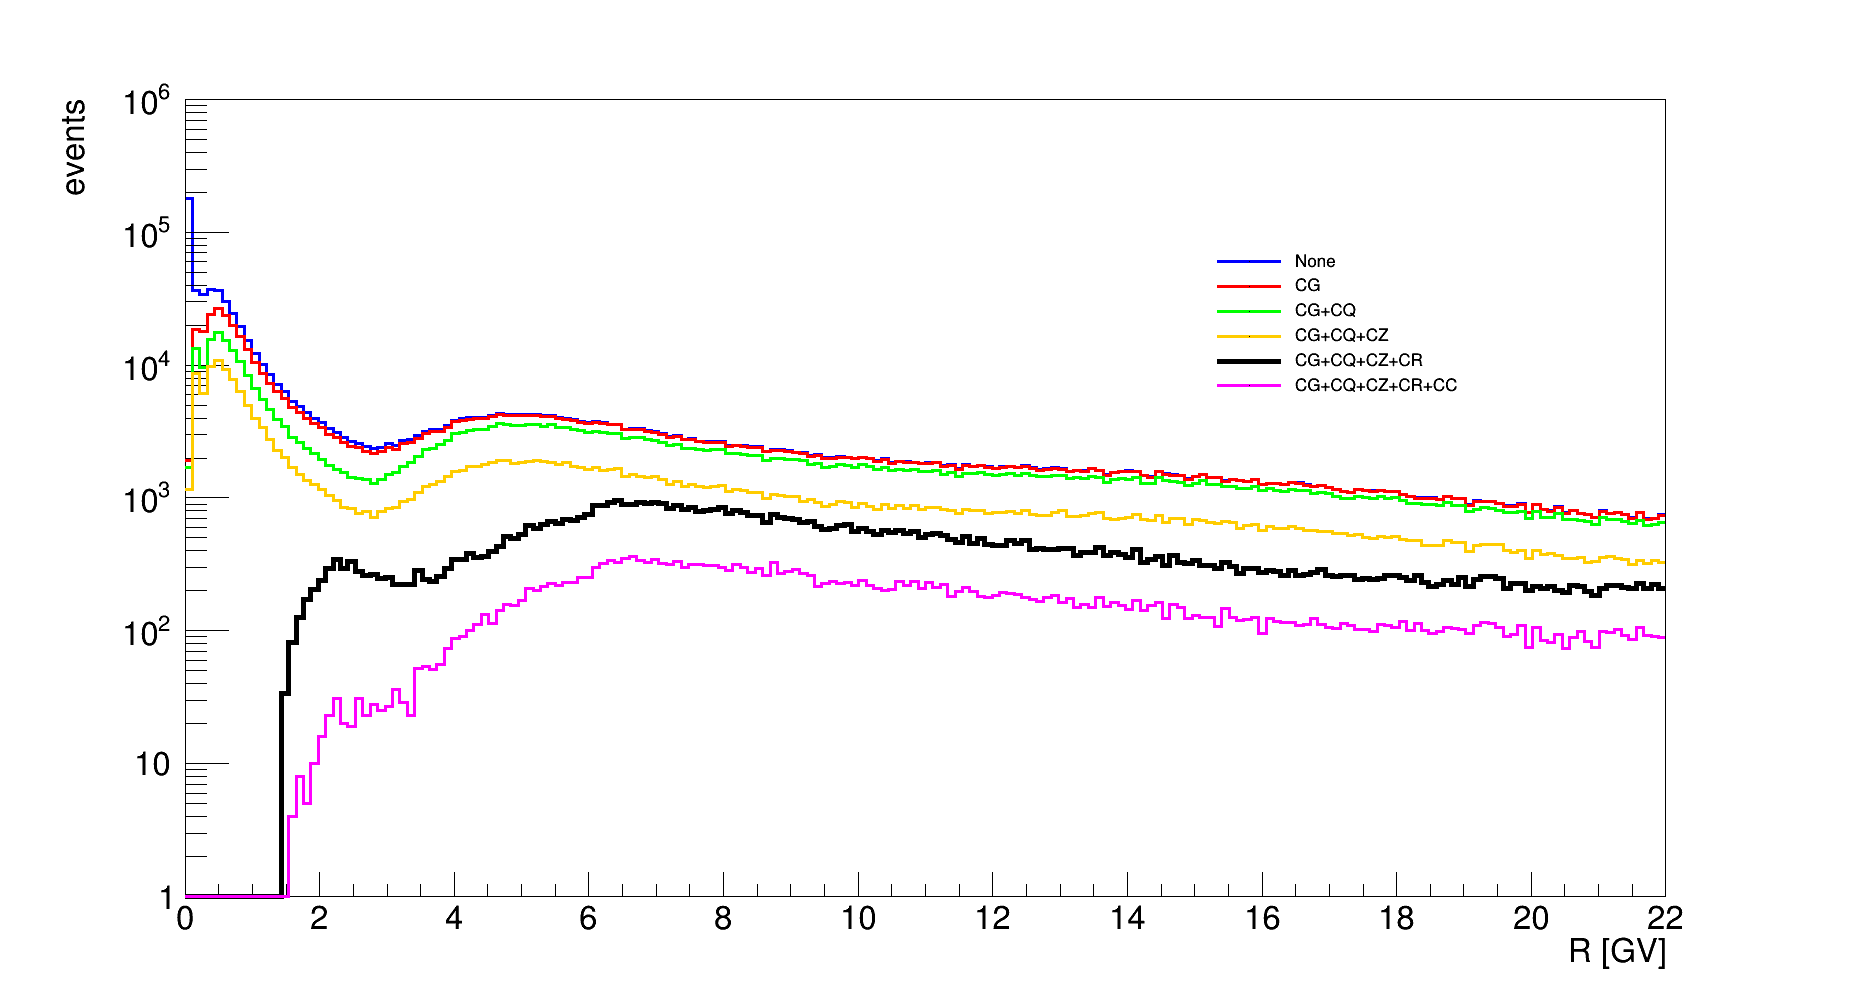 events
10^6
10^5
10^4
10^3
10^2
10
1
None
CG
CG+CQ
CG+CQ+CZ
CG+CQ+CZ+CR
CG+CQ+CZ+CR+CC
0 2 4 6 8 10 12 14 16 18 20 22
R [GV]